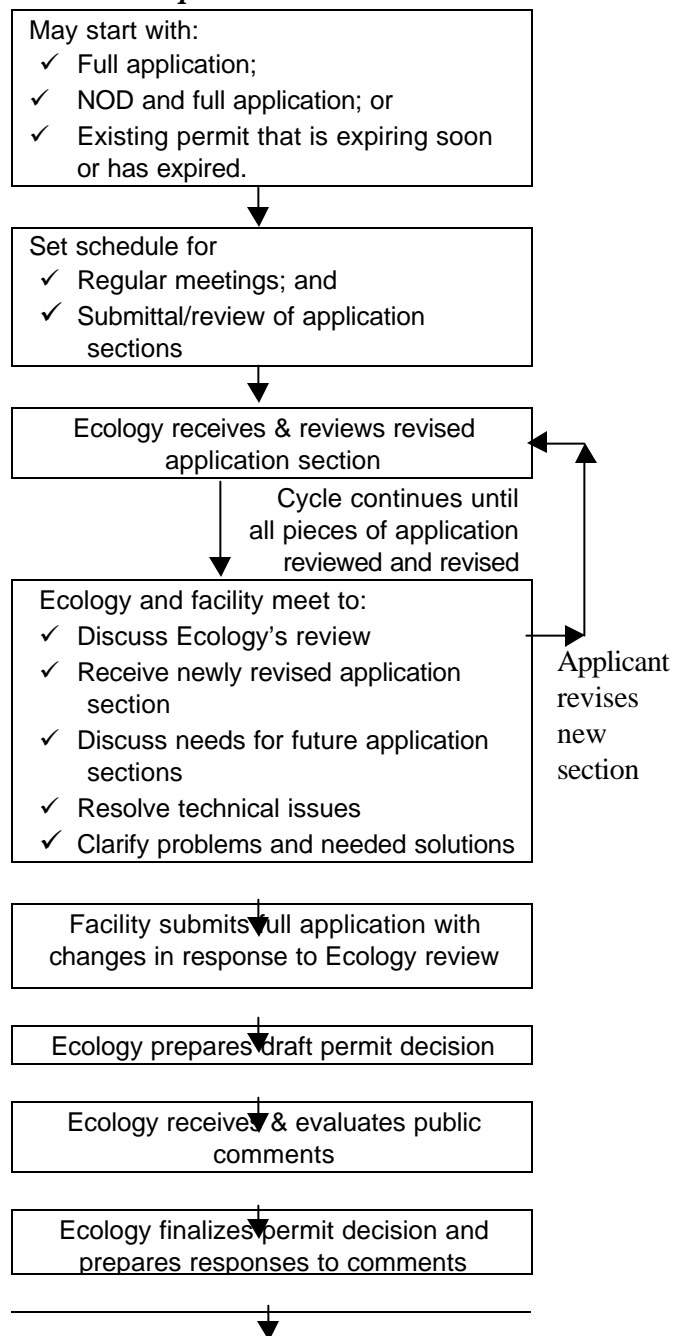 May start with:
✓ Full application;
✓ NOD and full application; or
✓ Existing permit that is expiring soon
or has expired.
Set schedule for
✓ Regular meetings; and
✓ Submittal/review of application
sections
Ecology receives & reviews revised
application section
Cycle continues until
all pieces of application
reviewed and revised
Ecology and facility meet to:
✓ Discuss Ecology's review
✓ Receive newly revised application
section
✓ Discuss needs for future application
sections
✓ Resolve technical issues
✓ Clarify problems and needed solutions
Applicant
revises
new
section
Facility submits full application with
changes in response to Ecology review
Ecology prepares draft permit decision
Ecology receives & evaluates public
comments
Ecology finalizes permit decision and
prepares responses to comments